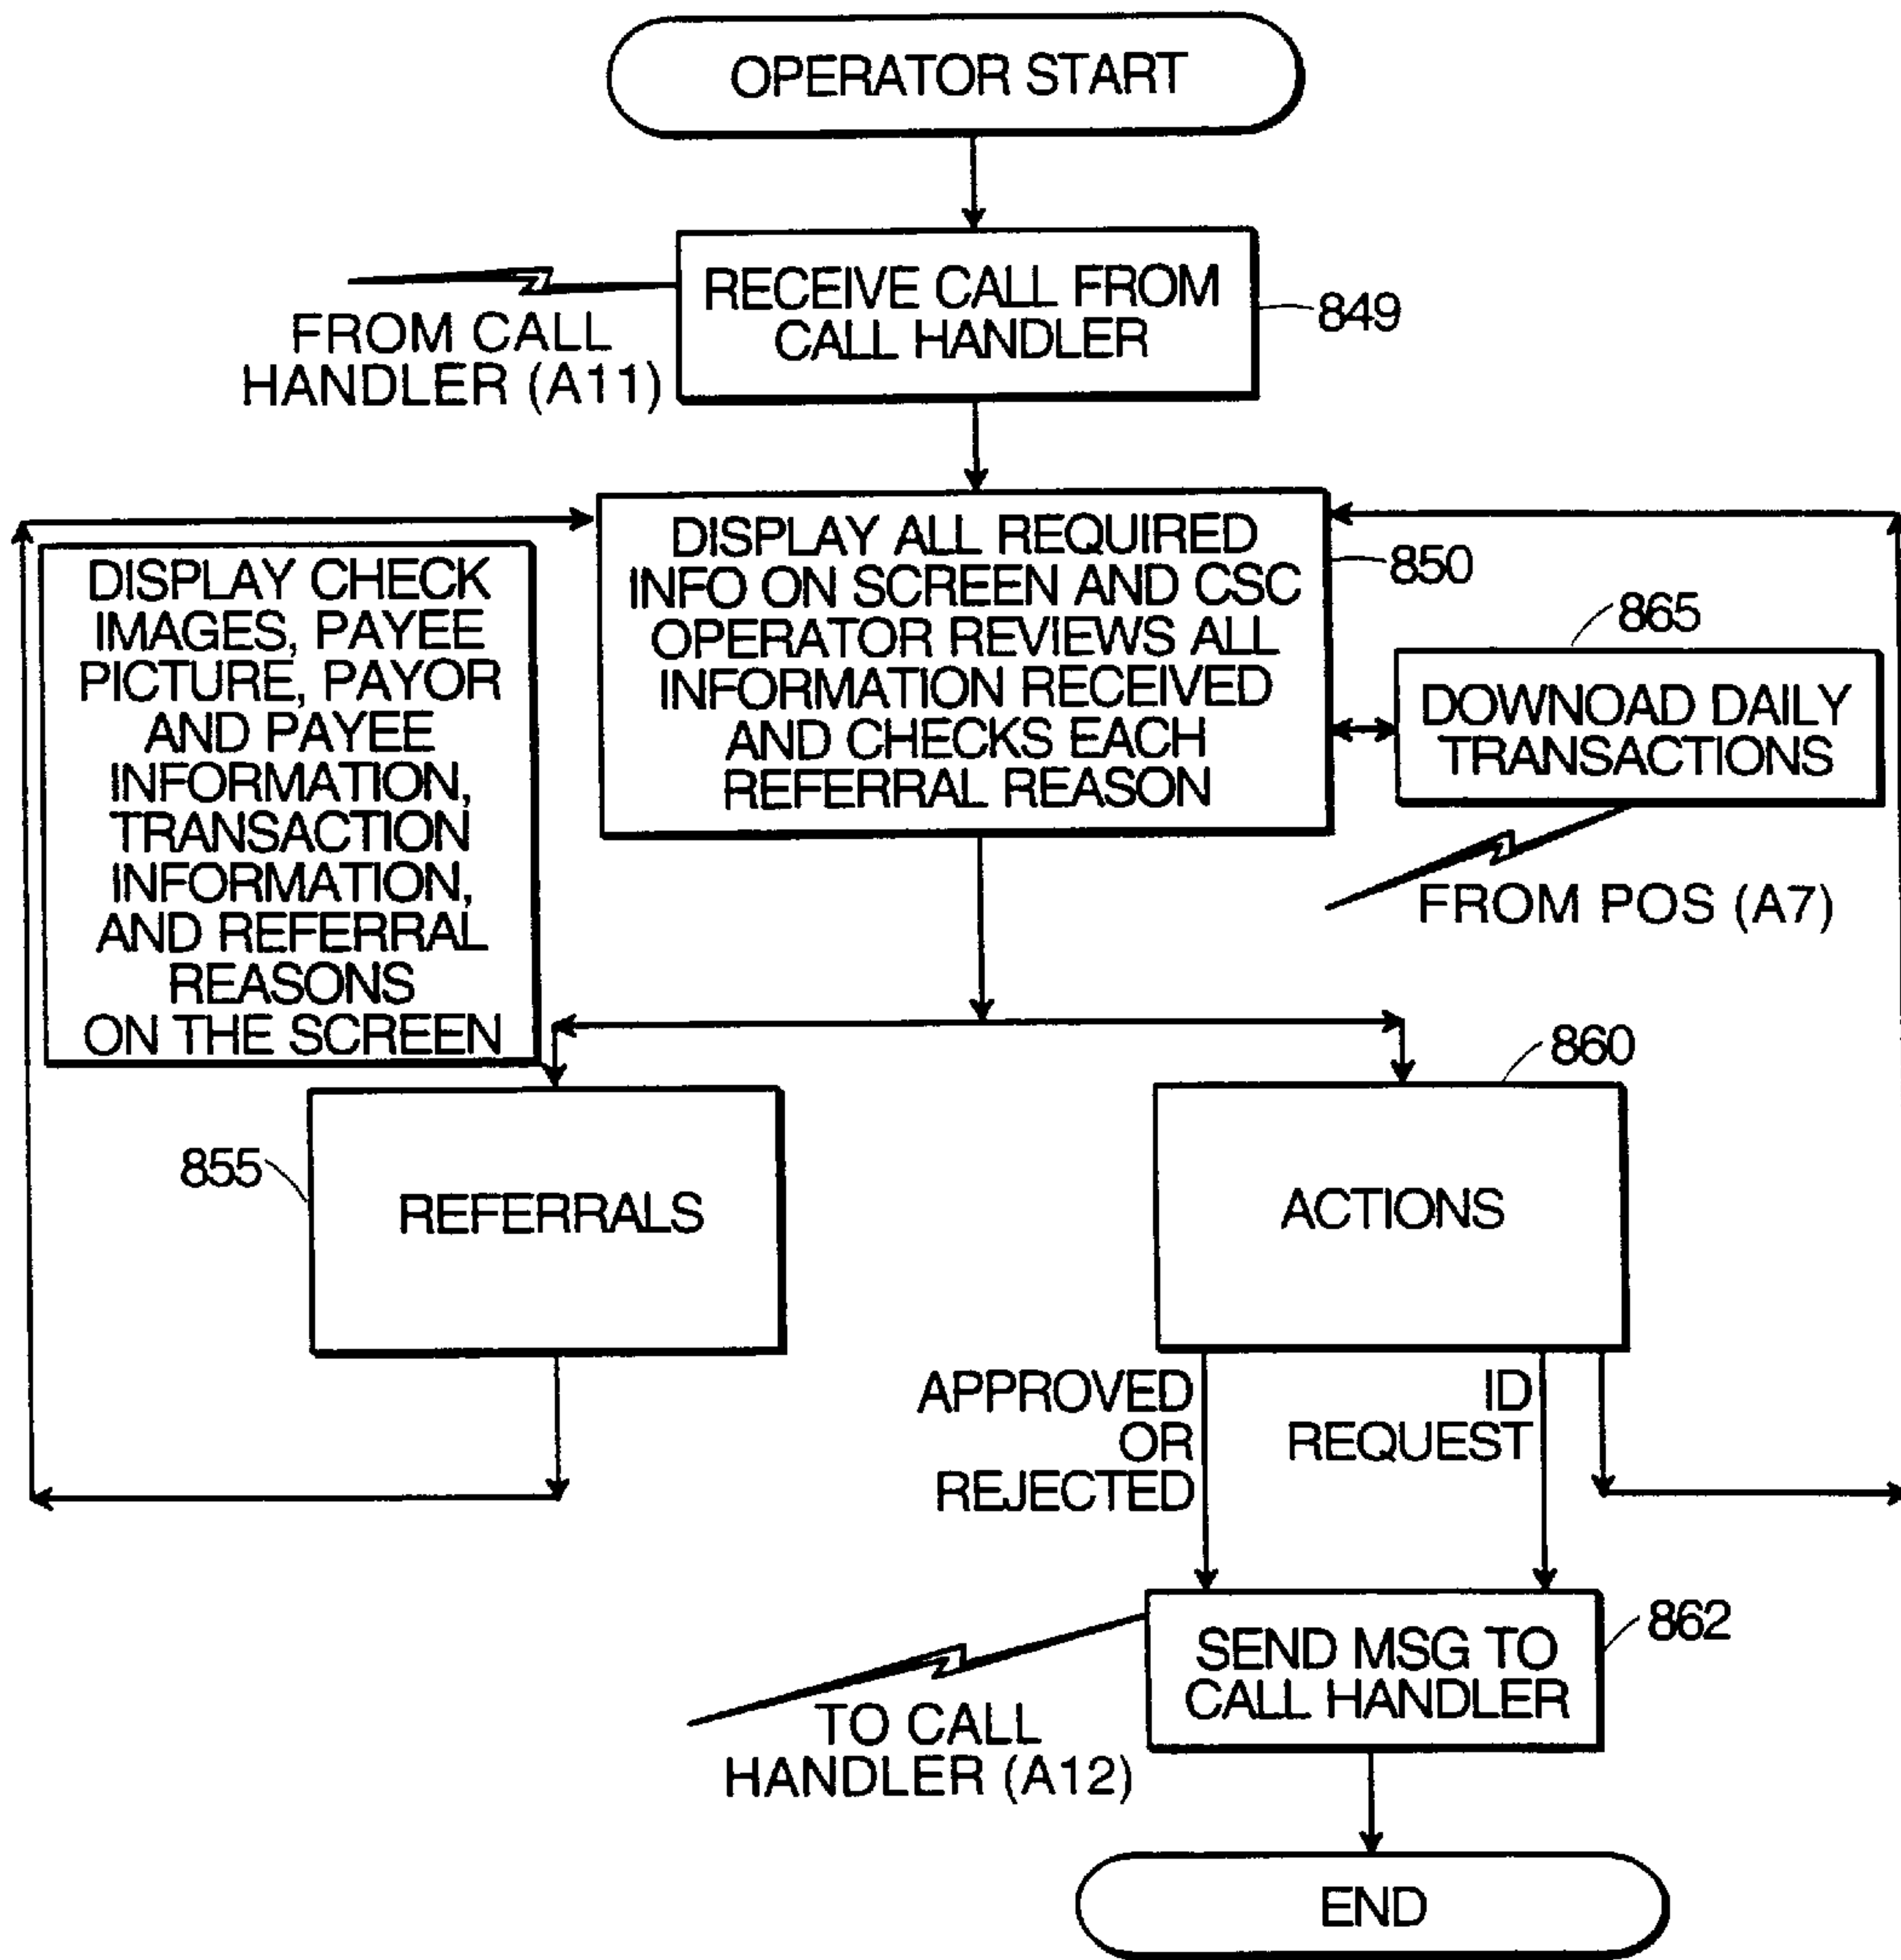 OPERATOR START
RECEIVE CALL FROM
CALL HANDLER
849
FROM CALL
HANDLER (A11)
DISPLAY ALL REQUIRED
INFO ON SCREEN AND CSC
OPERATOR REVIEWS ALL
INFORMATION RECEIVED
AND CHECKS EACH
REFERRAL REASON
850
DISPLAY CHECK
IMAGES, PAYEE
PICTURE, PAYOR
AND PAYEE
INFORMATION,
TRANSACTION
INFORMATION,
AND REFERRAL
REASONS
ON THE SCREEN
865
DOWNOAD DAILY
TRANSACTIONS
FROM POS (A7)
855
REFERRALS
860
ACTIONS
APPROVED
OR
REJECTED
ID
REQUEST
862
SEND MSG TO
CALL HANDLER
TO CALL
HANDLER (A12)
END